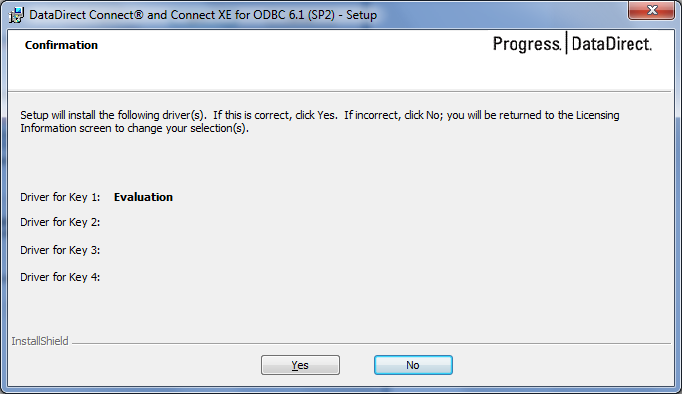 DataDirect Connect® and Connect XE for ODBC 6.1 (SP2) - Setup
Confirmation
Progress. | DataDirect.
Setup will install the following driver(s).  If this is correct, click Yes.  If incorrect, click No; you will be returned to the Licensing
Information screen to change your selection(s).
Driver for Key 1: Evaluation
Driver for Key 2:
Driver for Key 3:
Driver for Key 4:
InstallShield
Yes
No